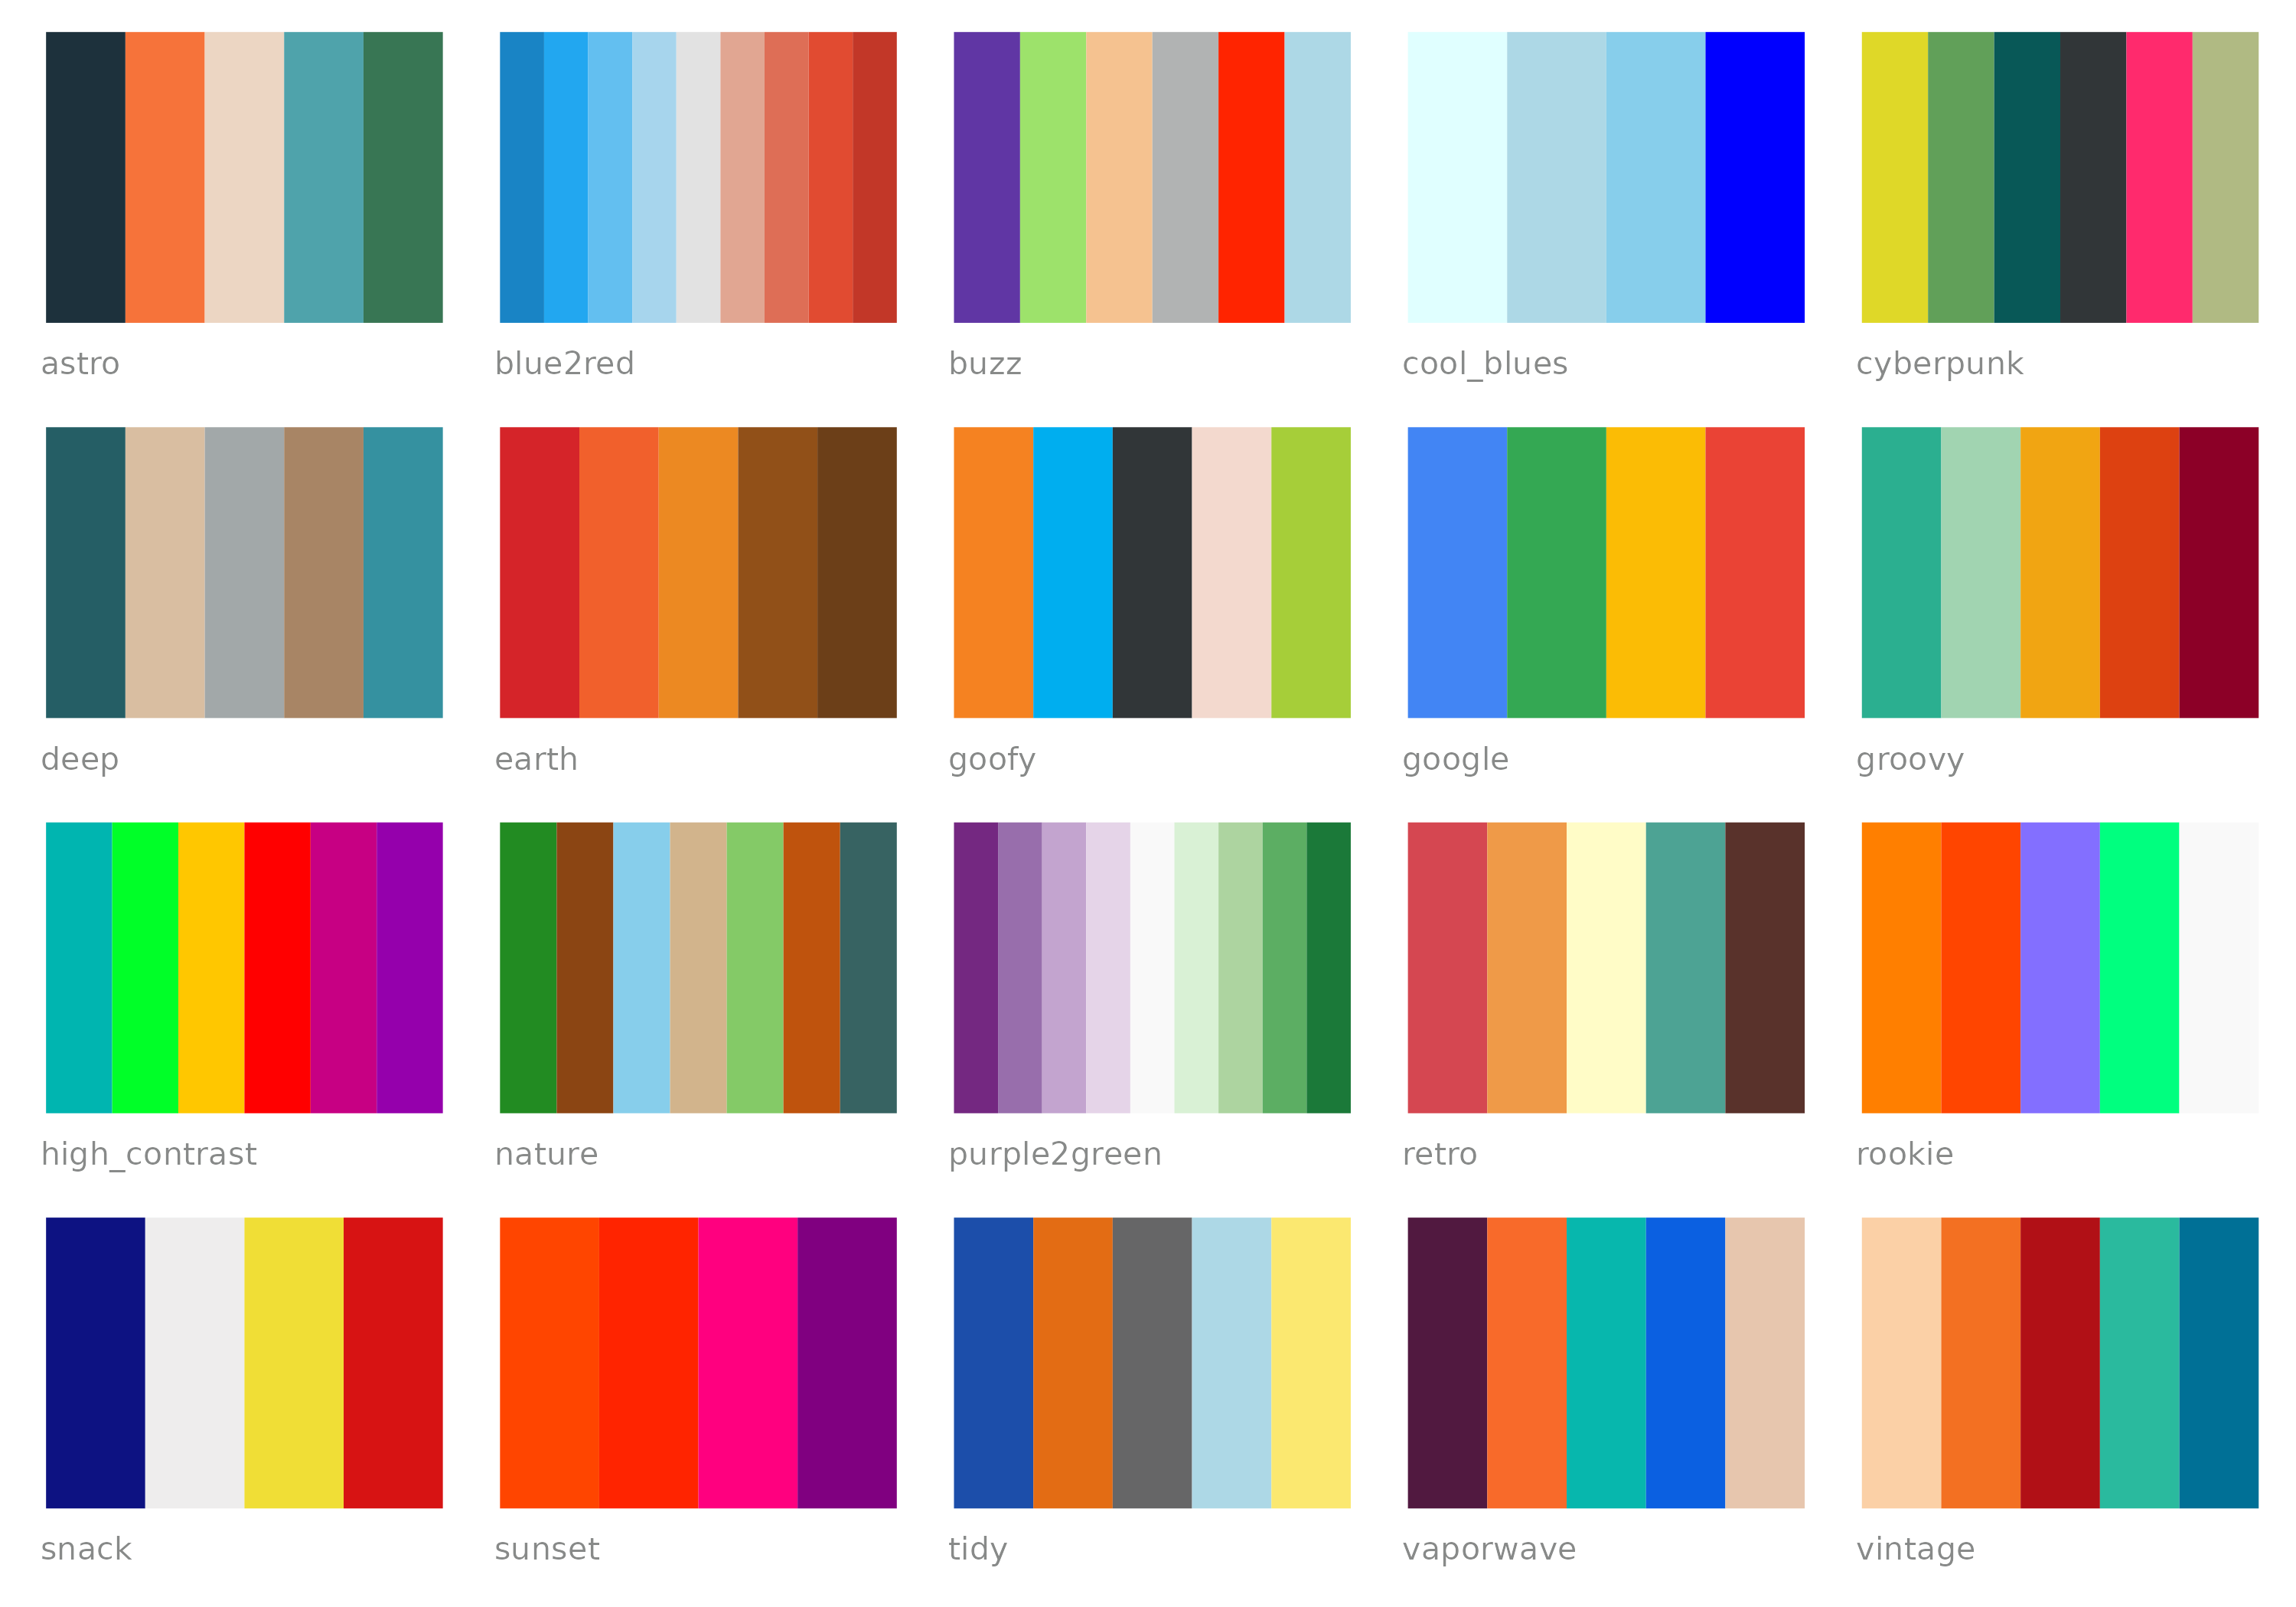 astro
blue2red
buzz
cool_blues
cyberpunk
deep
earth
goofy
google
groovy
high_contrast
nature
purple2green
retro
rookie
snack
sunset
tidy
vaporwave
vintage